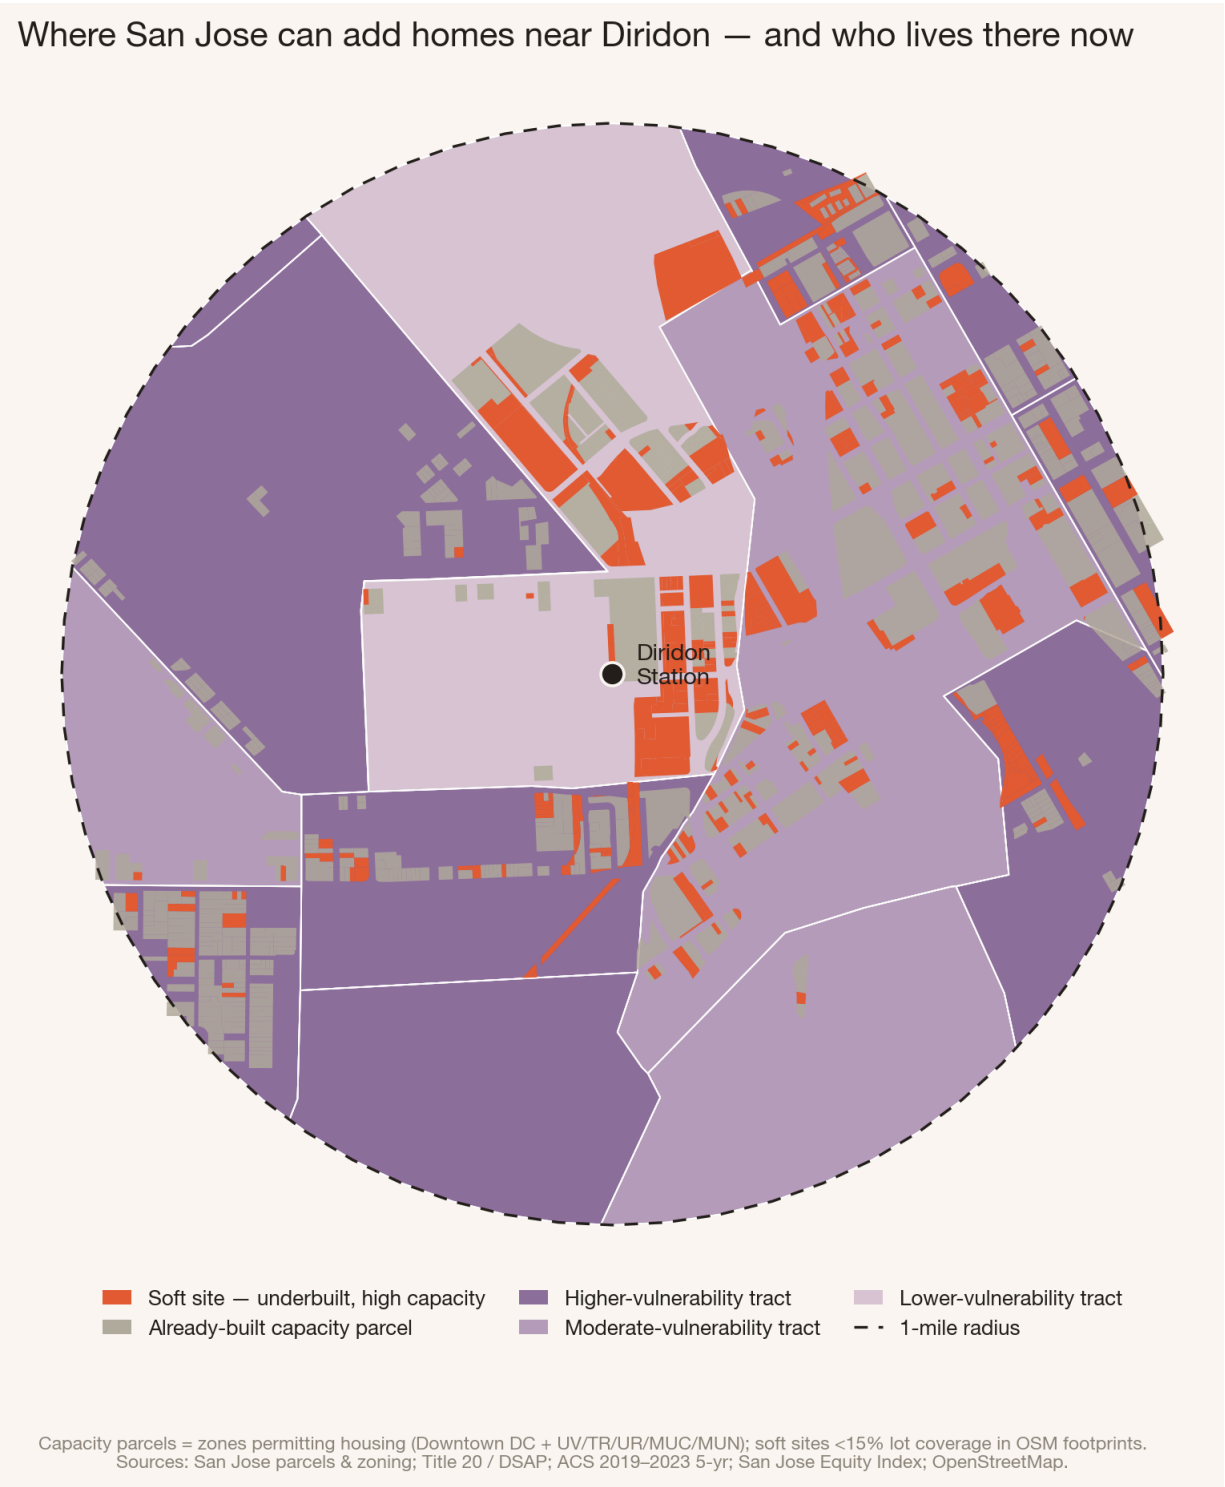 Where San Jose can add homes near Diridon — and who lives there now
Diridon
Station
Soft site — underbuilt, high capacity
Already-built capacity parcel
Higher-vulnerability tract
Moderate-vulnerability tract
Lower-vulnerability tract
1-mile radius
Capacity parcels = zones permitting housing (Downtown DC + UV/TR/UR/MUC/MUN); soft sites <15% lot coverage in OSM footprints.
Sources: San Jose parcels & zoning; Title 20 / DSAP; ACS 2019–2023 5-yr; San Jose Equity Index; OpenStreetMap.